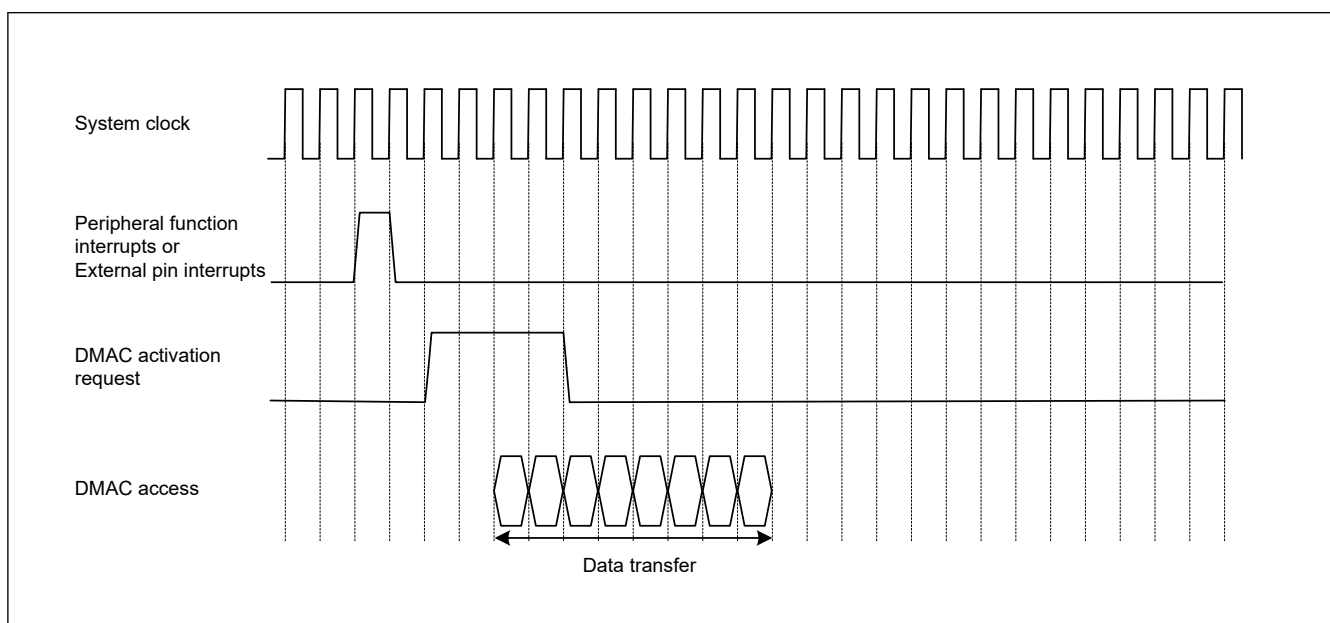 System clock
Peripheral function
interrupts or
External pin interrupts
DMAC activation
request
DMAC access
Data transfer